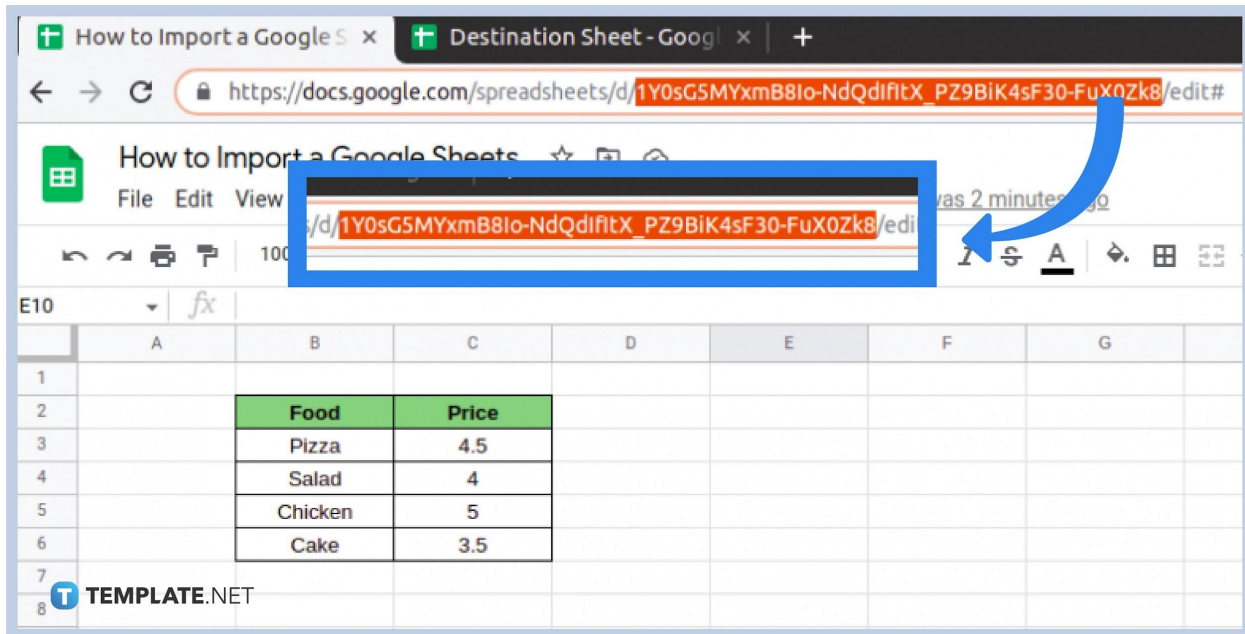 How to Import a Google S × Destination Sheet - Googl × +
https://docs.google.com/spreadsheets/d/1Y0sG5MYxmB8Io-NdQdIfItX_PZ9BiK4sF30-FuX0Zk8/edit#
How to Import a Google Sheets
File Edit View was 2 minutes ago
/d/1Y0sG5MYxmB8Io-NdQdIfItX_PZ9BiK4sF30-FuX0Zk8/edi
100 I S A
E10 fx
A B C D E F G
1
2 Food Price
3 Pizza 4.5
4 Salad 4
5 Chicken 5
6 Cake 3.5
7
8
T TEMPLATE.NET